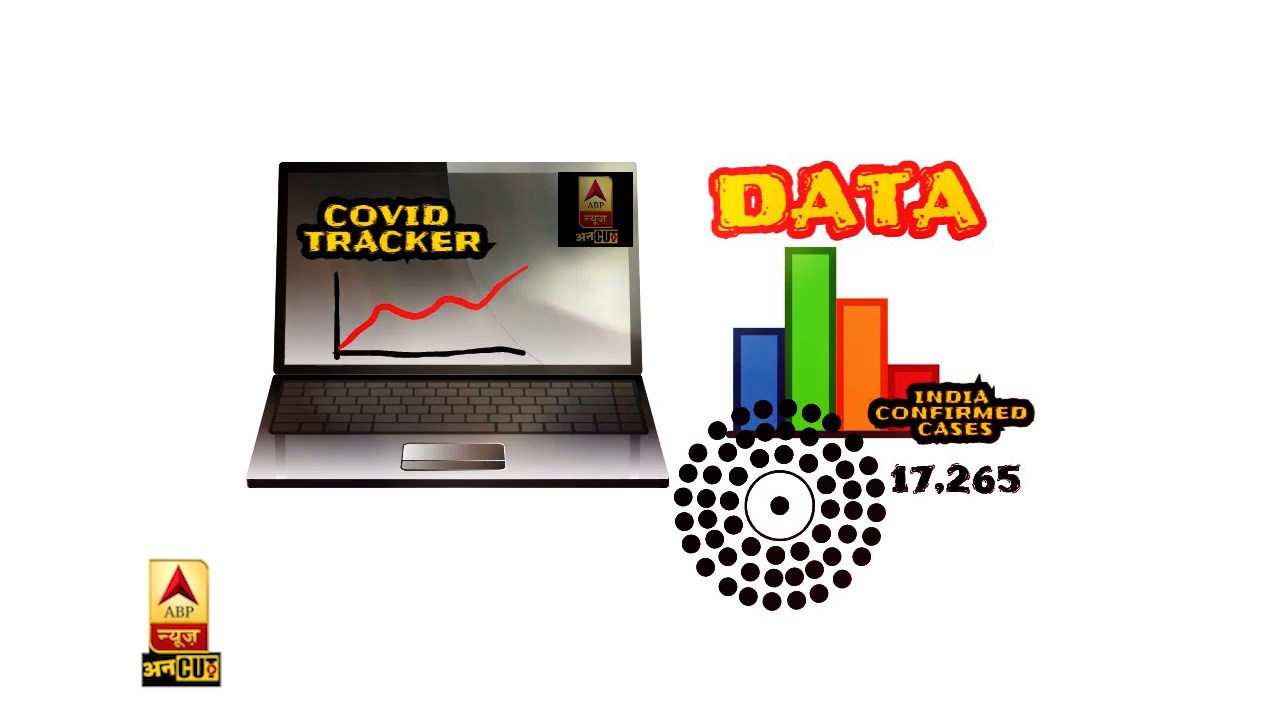 COVID
TRACKER
ABP
न्यूज़
अनCUT
DATA
INDIA
CONFIRMED
CASES
17,265
ABP
न्यूज़
अनCUT